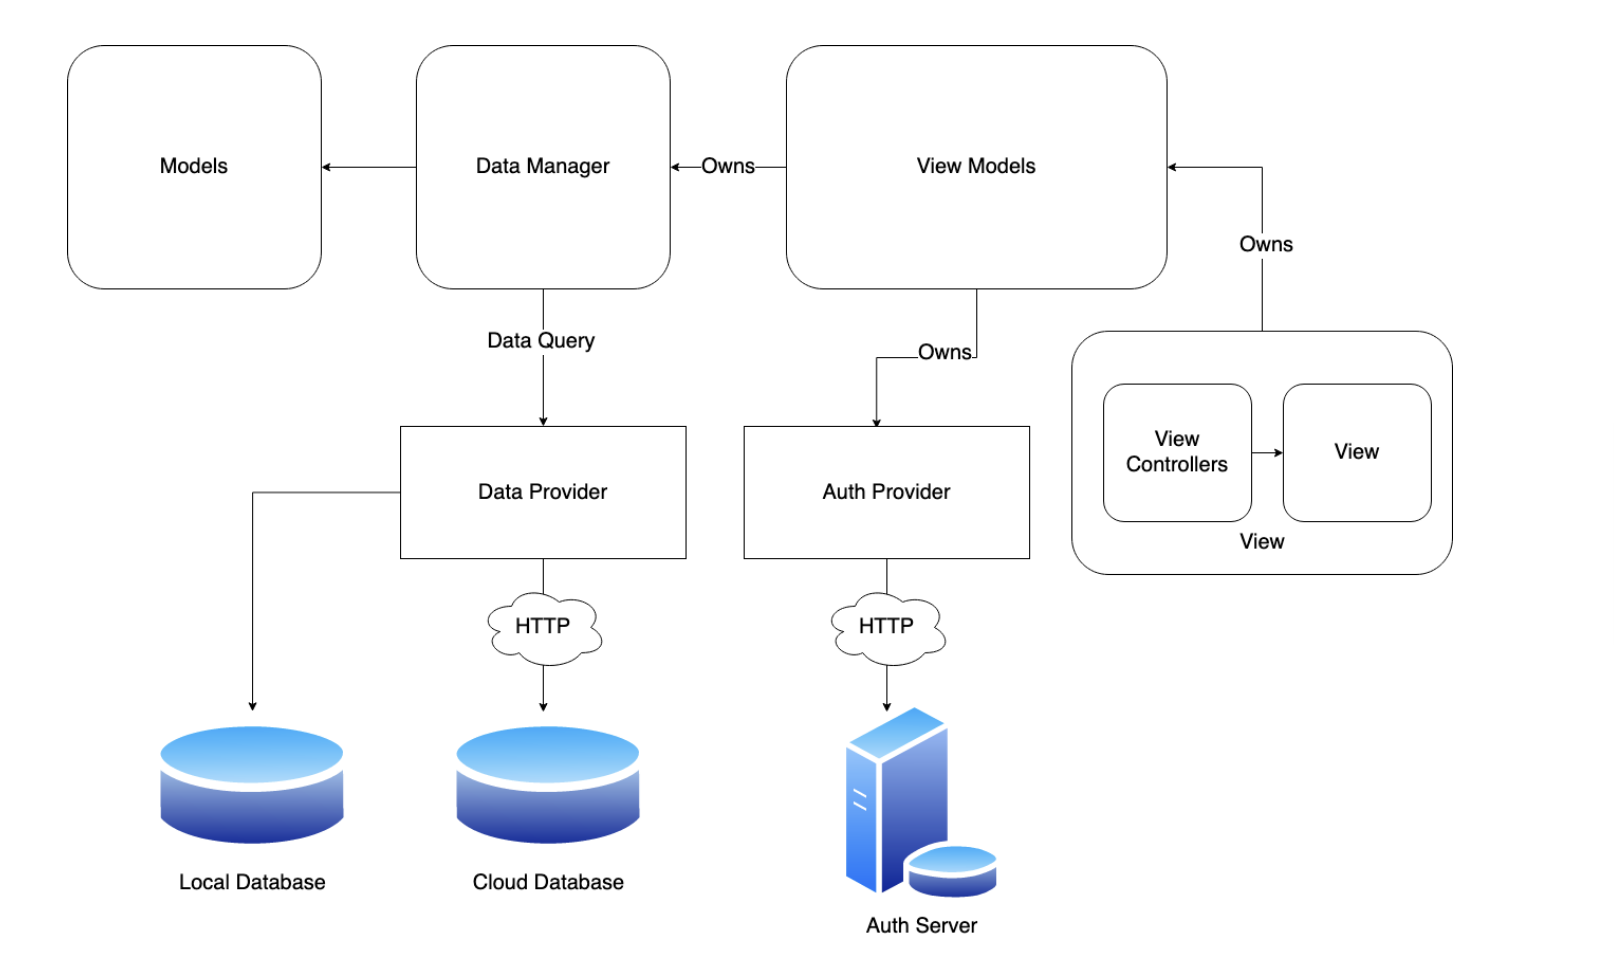 Models
Data Manager
Owns
View Models
Owns
Data Query
Owns
View
Controllers
View
Data Provider
Auth Provider
View
HTTP
HTTP
Local Database
Cloud Database
Auth Server